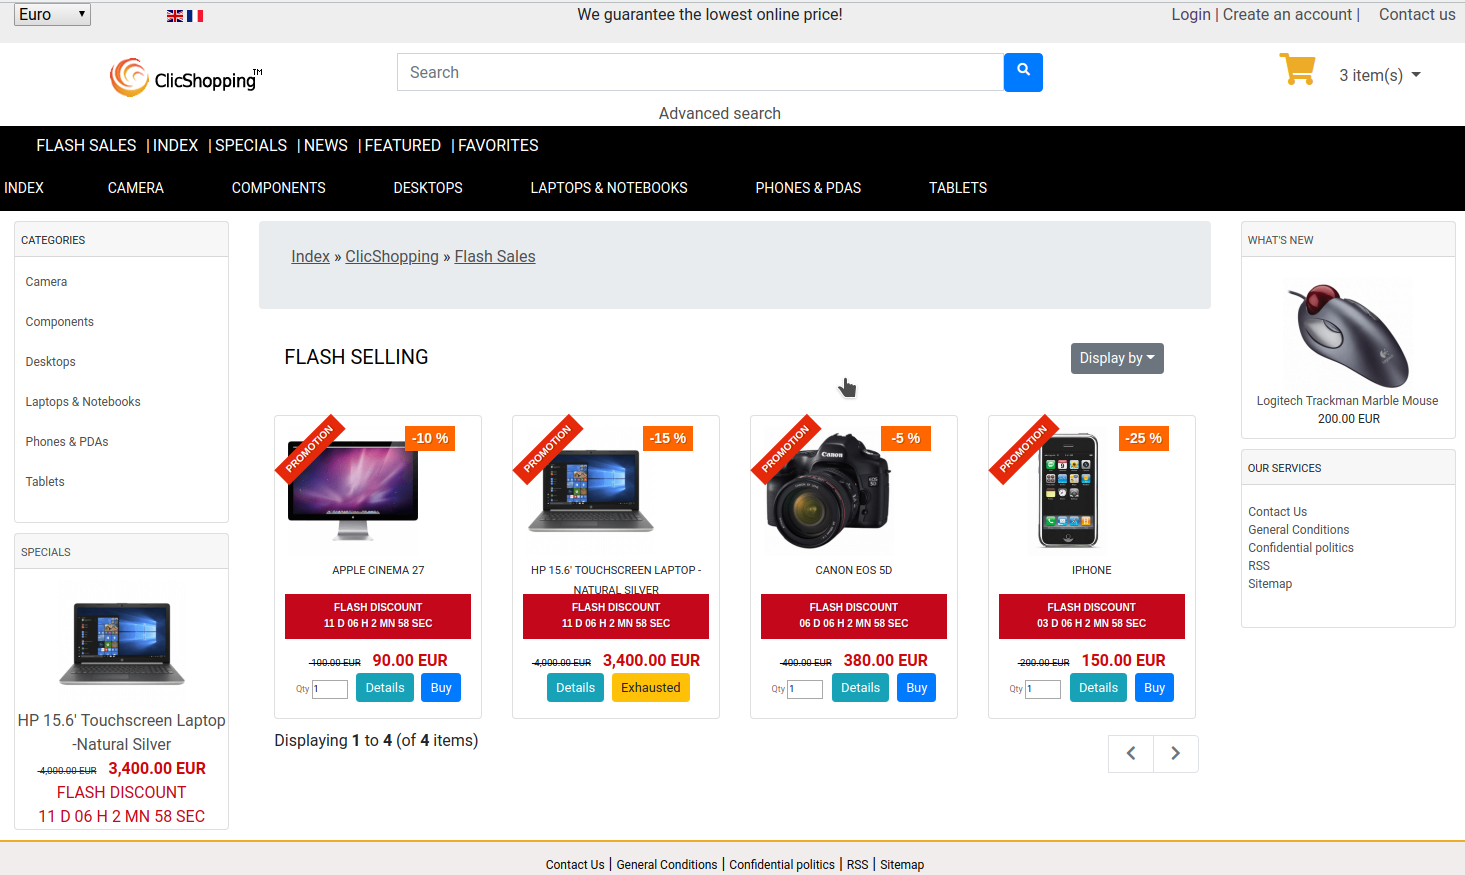 Euro
We guarantee the lowest online price!
Login | Create an account | Contact us
ClicShopping™
Search
3 item(s)
Advanced search
FLASH SALES | INDEX | SPECIALS | NEWS | FEATURED | FAVORITES
INDEX CAMERA COMPONENTS DESKTOPS LAPTOPS & NOTEBOOKS PHONES & PDAS TABLETS
CATEGORIES
Camera
Components
Desktops
Laptops & Notebooks
Phones & PDAs
Tablets
SPECIALS
HP 15.6' Touchscreen Laptop
-Natural Silver
4,000.00 EUR 3,400.00 EUR
FLASH DISCOUNT
11 D 06 H 2 MN 58 SEC
Index » ClicShopping » Flash Sales
FLASH SELLING
Display by
PROMOTION
-10 %
APPLE CINEMA 27
FLASH DISCOUNT
11 D 06 H 2 MN 58 SEC
100.00 EUR 90.00 EUR
Qty 1 Details Buy
PROMOTION
-15 %
HP 15.6' TOUCHSCREEN LAPTOP -
NATURAL SILVER
FLASH DISCOUNT
11 D 06 H 2 MN 58 SEC
4,000.00 EUR 3,400.00 EUR
Details Exhausted
PROMOTION
-5 %
Canon
EOS
5D
CANON EOS 5D
FLASH DISCOUNT
06 D 06 H 2 MN 58 SEC
400.00 EUR 380.00 EUR
Qty 1 Details Buy
PROMOTION
-25 %
IPHONE
FLASH DISCOUNT
03 D 06 H 2 MN 58 SEC
200.00 EUR 150.00 EUR
Qty 1 Details Buy
Displaying 1 to 4 (of 4 items)
WHAT'S NEW
Logitech Trackman Marble Mouse
200.00 EUR
OUR SERVICES
Contact Us
General Conditions
Confidential politics
RSS
Sitemap
Contact Us | General Conditions | Confidential politics | RSS | Sitemap